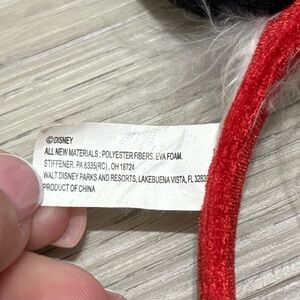 ©DISNEY
ALL NEW MATERIALS: POLYESTER FIBERS, EVA FOAM.
STIFFENER, PA 8335(RC), OH 18724
WALT DISNEY PARKS AND RESORTS, LAKEBUENA VISTA, FL 3283
PRODUCT OF CHINA